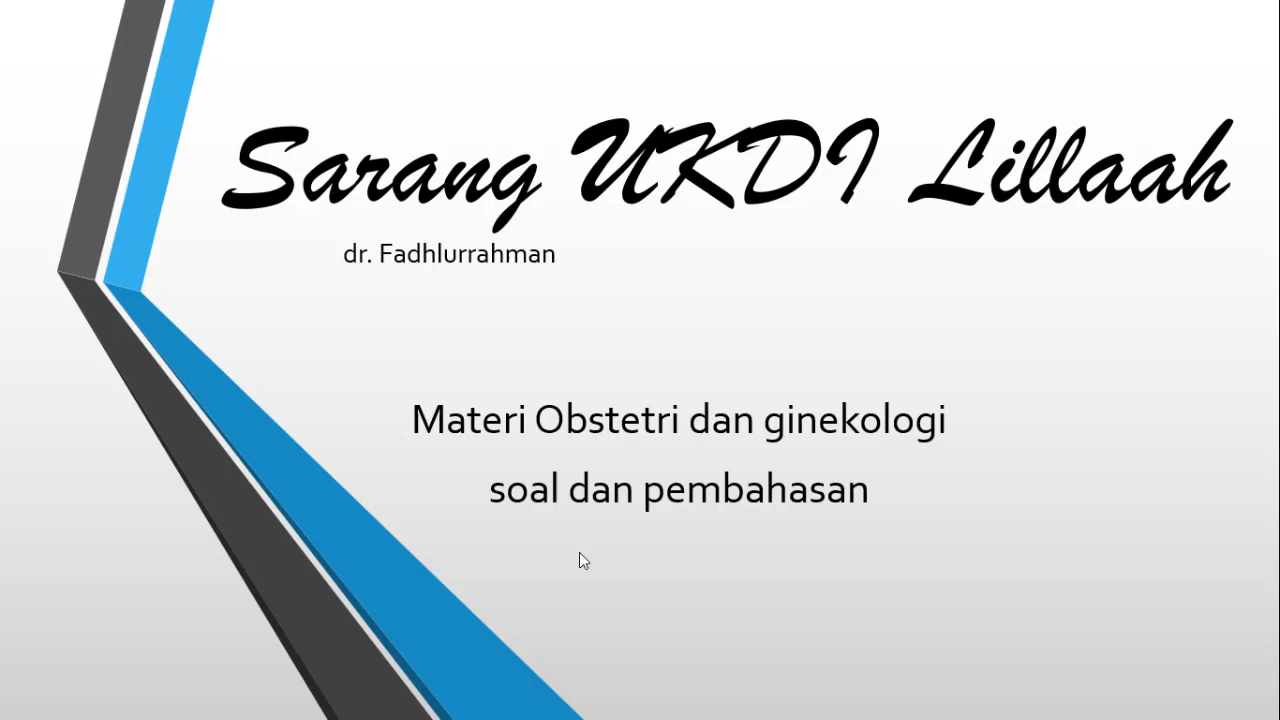 Sarang UKDI Lillaah
dr. Fadhlurrahman
Materi Obstetri dan ginekologi
soal dan pembahasan